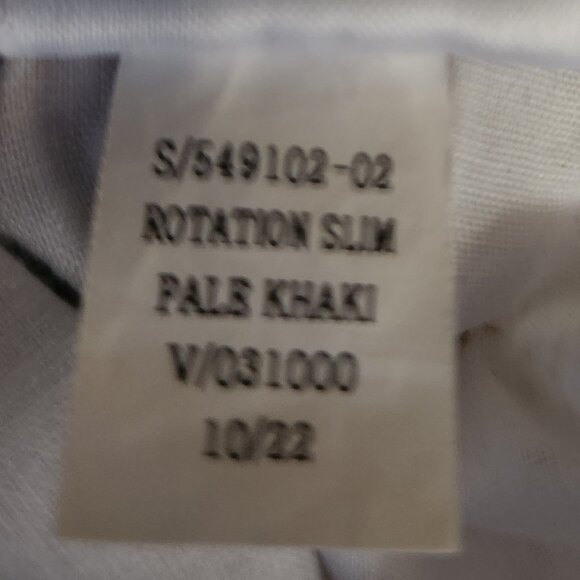 S/549102-02
ROTATION SLIM
PALE KHAKI
V/031000
10/22